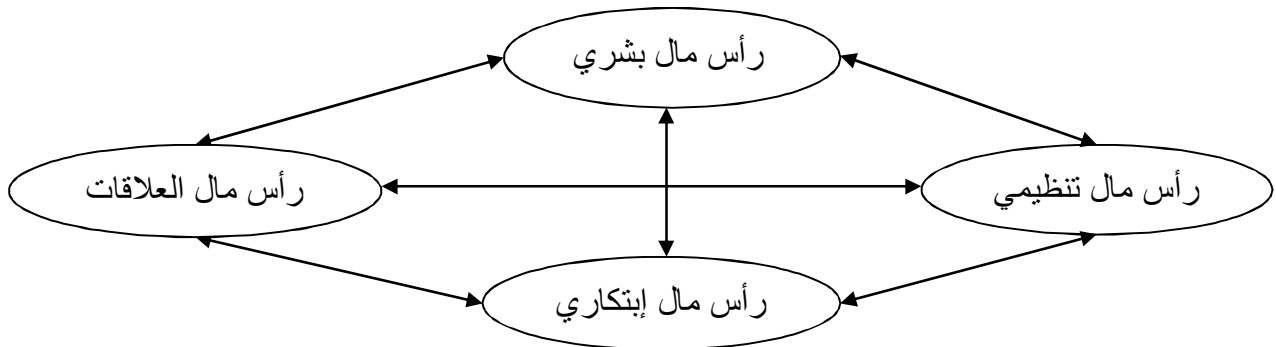 رأس مال بشري
رأس مال تنظيمي
رأس مال العلاقات
رأس مال إبتكاري